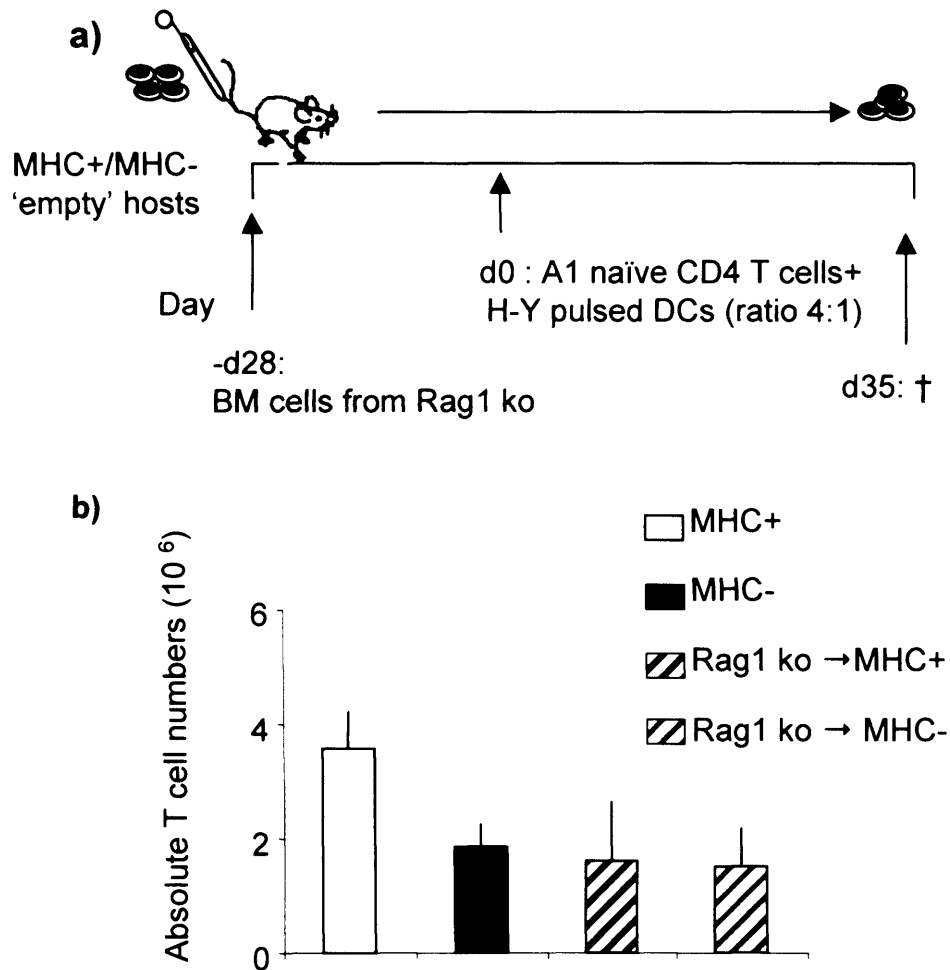 a)
MHC+/MHC-
'empty' hosts
Day
-d28:
BM cells from Rag1 ko
d0 : A1 naïve CD4 T cells+
H-Y pulsed DCs (ratio 4:1)
d35: †
b)
Absolute T cell numbers (10 6)
6
4
2
0
MHC+
MHC-
Rag1 ko →MHC+
Rag1 ko → MHC-